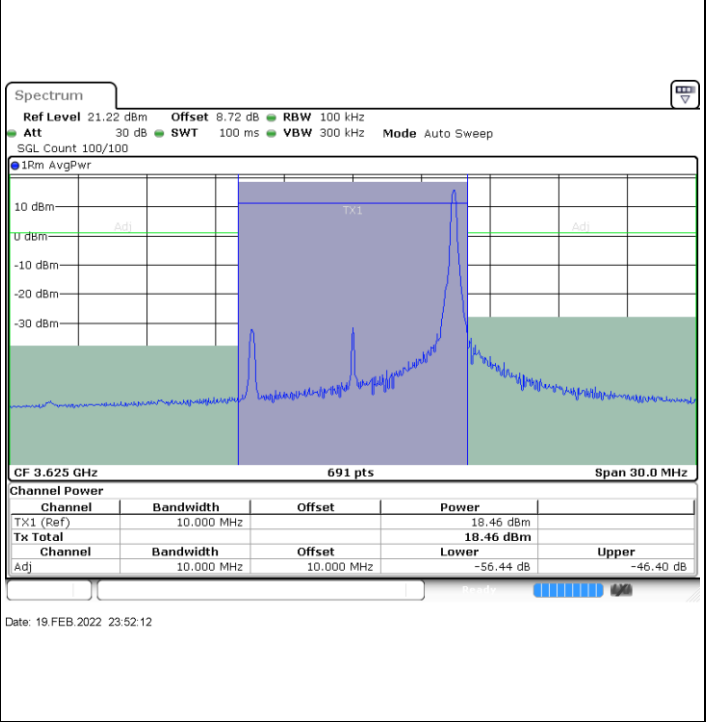 Spectrum
Ref Level 21.22 dBm Offset 8.72 dB RBW 100 kHz
Att 30 dB SWT 100 ms VBW 300 kHz Mode Auto Sweep
SGL Count 100/100
1Rm AvgPwr
10 dBm
TX1
Adj Adj
0 dBm
-10 dBm
-20 dBm
-30 dBm
CF 3.625 GHz 691 pts Span 30.0 MHz
Channel Power
Channel Bandwidth Offset Power
TX1 (Ref) 10.000 MHz 18.46 dBm
Tx Total 18.46 dBm
Channel Bandwidth Offset Lower Upper
Adj 10.000 MHz 10.000 MHz -56.44 dB -46.40 dB
Ready
Date: 19.FEB.2022 23:52:12